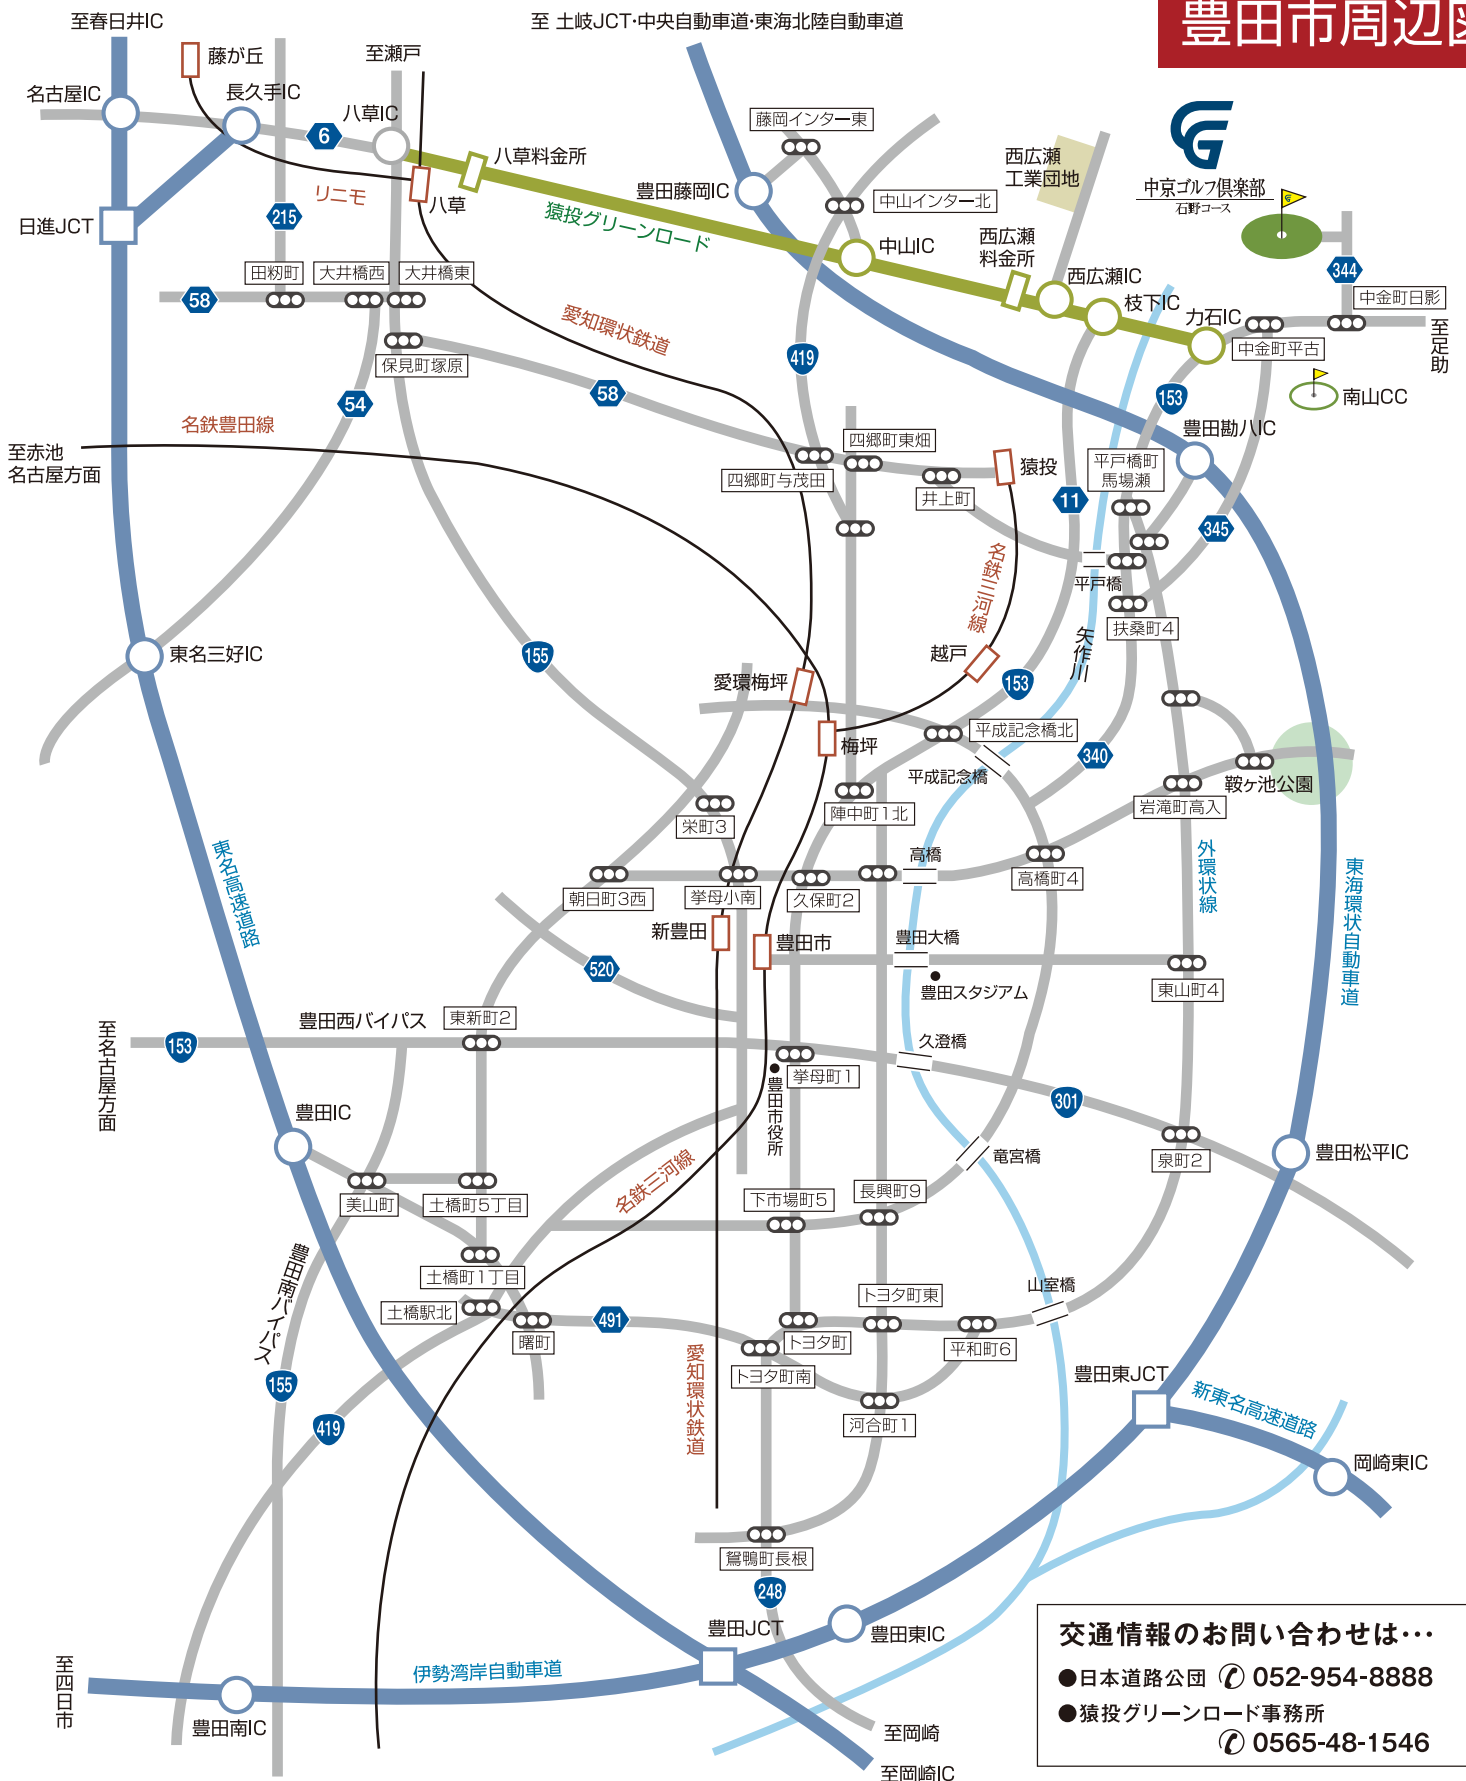 至春日井IC
至 土岐JCT・中央自動車道・東海北陸自動車道
豊田市周辺図
藤が丘
至瀬戸
名古屋IC
長久手IC
八草IC
6
八草料金所
リニモ
八草
215
日進JCT
猿投グリーンロード
豊田藤岡IC
藤岡インター東
中山インター北
中山IC
西広瀬
工業団地
西広瀬
料金所
西広瀬IC
枝下IC
力石IC
中京ゴルフ倶楽部
石野コース
344
中金町日影
中金町平古
至足助
南山CC
田籾町
大井橋西
大井橋東
58
保見町塚原
愛知環状鉄道
419
58
54
153
豊田勘八IC
名鉄豊田線
至赤池
名古屋方面
四郷町東畑
四郷町与茂田
猿投
井上町
平戸橋町
馬場瀬
11
345
名鉄三河線
平戸橋
扶桑町4
矢作川
東名三好IC
155
越戸
153
愛環梅坪
梅坪
平成記念橋北
平成記念橋
340
鞍ヶ池公園
岩滝町高入
陣中町1北
栄町3
高橋
高橋町4
外環状線
東海環状自動車道
東名高速道路
朝日町3西
挙母小南
久保町2
新豊田
豊田市
豊田大橋
豊田スタジアム
東山町4
520
東新町2
豊田西バイパス
153
至名古屋方面
久澄橋
挙母町1
豊田市役所
301
豊田IC
竜宮橋
泉町2
豊田松平IC
美山町
土橋町5丁目
名鉄三河線
下市場町5
長興町9
土橋町1丁目
豊田南バイパス
土橋駅北
曙町
491
トヨタ町東
山室橋
トヨタ町
平和町6
トヨタ町南
愛知環状鉄道
河合町1
豊田東JCT
新東名高速道路
岡崎東IC
155
419
鴛鴨町長根
248
豊田JCT
豊田東IC
伊勢湾岸自動車道
至四日市
豊田南IC
至岡崎
至岡崎IC
交通情報のお問い合わせは…
●日本道路公団 ✆ 052-954-8888
●猿投グリーンロード事務所
✆ 0565-48-1546